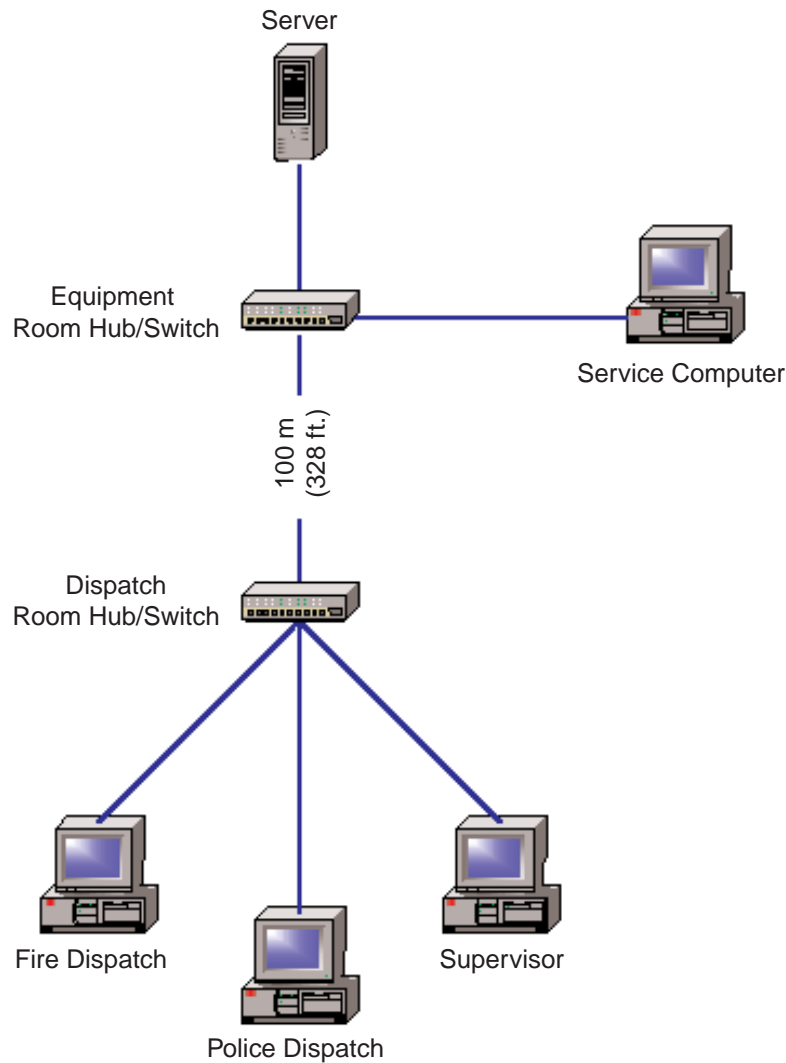 Server
Equipment
Room Hub/Switch
Service Computer
100 m
(328 ft.)
Dispatch
Room Hub/Switch
Fire Dispatch
Supervisor
Police Dispatch